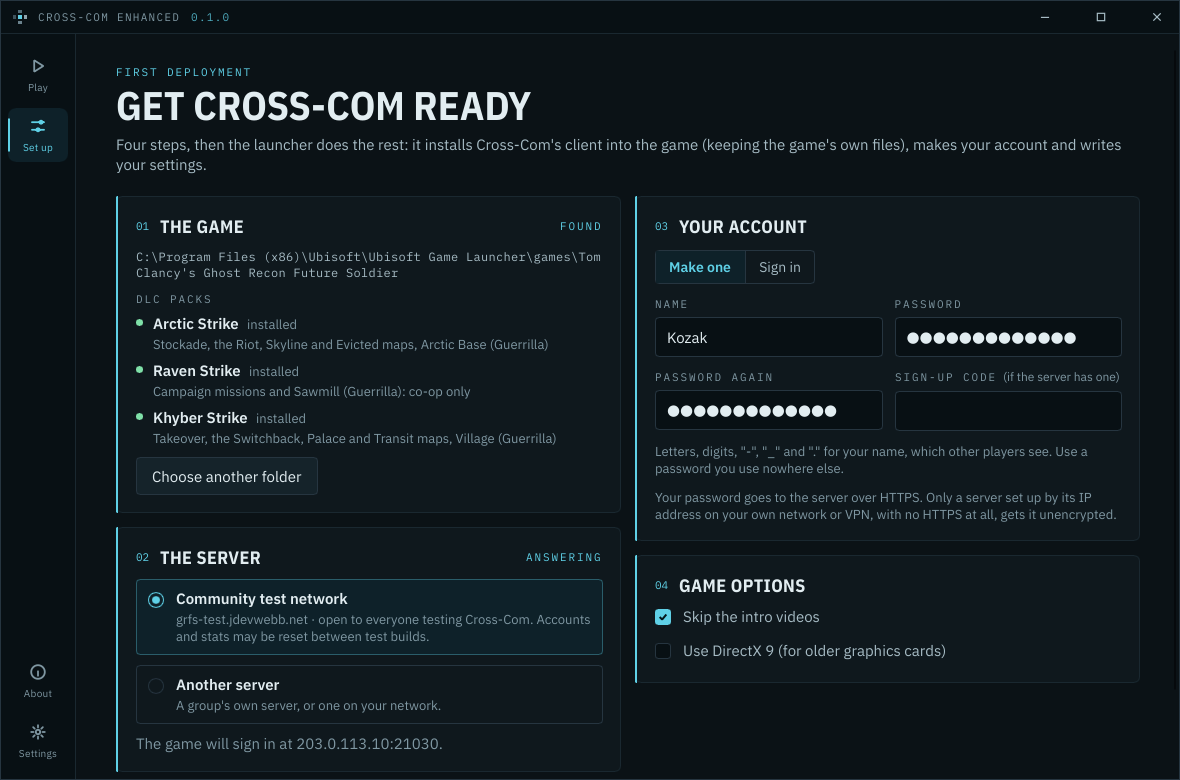 CROSS-COM ENHANCED 0.1.0
Play
Set up
About
Settings
FIRST DEPLOYMENT
GET CROSS-COM READY
Four steps, then the launcher does the rest: it installs Cross-Com's client into the game (keeping the game's own files), makes your account and writes
your settings.
01 THE GAME FOUND
C:\Program Files (x86)\Ubisoft\Ubisoft Game Launcher\games\Tom
Clancy's Ghost Recon Future Soldier
DLC PACKS
Arctic Strike installed
Stockade, the Riot, Skyline and Evicted maps, Arctic Base (Guerrilla)
Raven Strike installed
Campaign missions and Sawmill (Guerrilla): co-op only
Khyber Strike installed
Takeover, the Switchback, Palace and Transit maps, Village (Guerrilla)
Choose another folder
02 THE SERVER ANSWERING
Community test network
grfs-test.jdevwebb.net · open to everyone testing Cross-Com. Accounts
and stats may be reset between test builds.
Another server
A group's own server, or one on your network.
The game will sign in at 203.0.113.10:21030.
03 YOUR ACCOUNT
Make one Sign in
NAME PASSWORD
Kozak ●●●●●●●●●●●●●
PASSWORD AGAIN SIGN-UP CODE (if the server has one)
●●●●●●●●●●●●●
Letters, digits, "-", "_" and "." for your name, which other players see. Use a
password you use nowhere else.
Your password goes to the server over HTTPS. Only a server set up by its IP
address on your own network or VPN, with no HTTPS at all, gets it unencrypted.
04 GAME OPTIONS
Skip the intro videos
Use DirectX 9 (for older graphics cards)